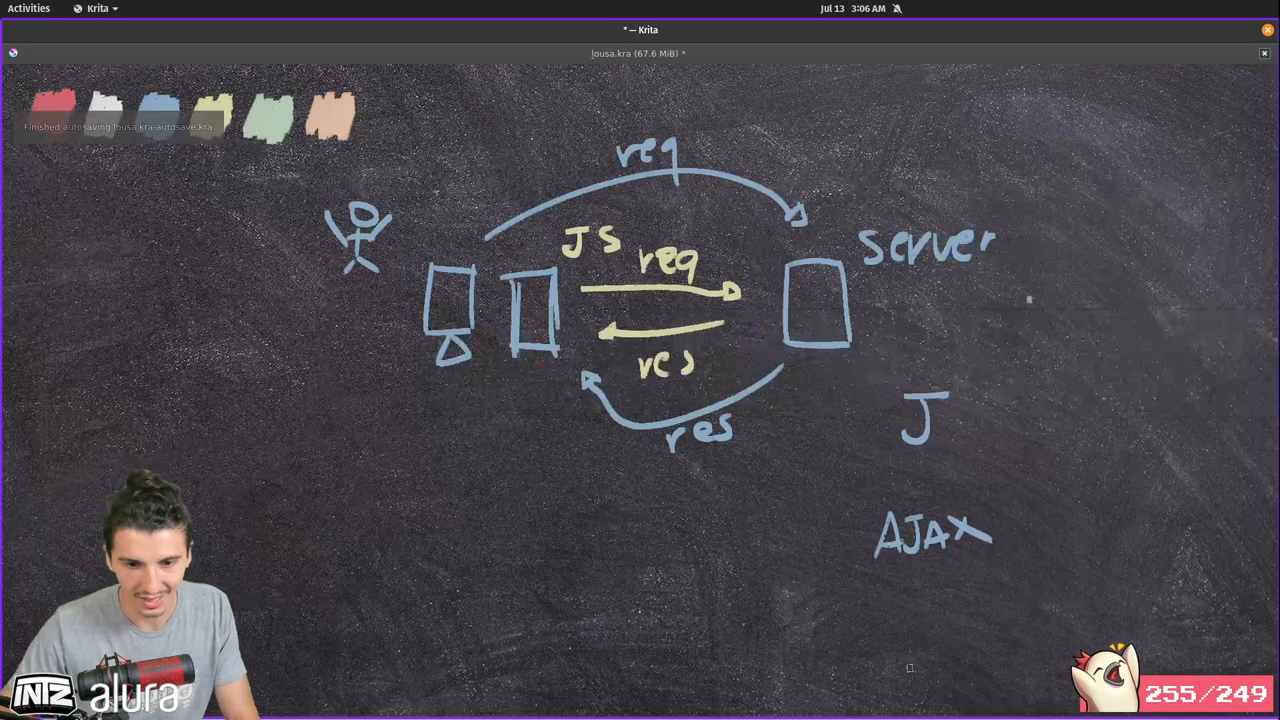 Activities Krita Jul 13 3:06 AM
* — Krita
lousa.kra (67.6 MiB) *
Finished autosaving lousa.kra-autosave.kra
req
JS
req
server
res
res
J
AJAX
INTZ alura
255/249